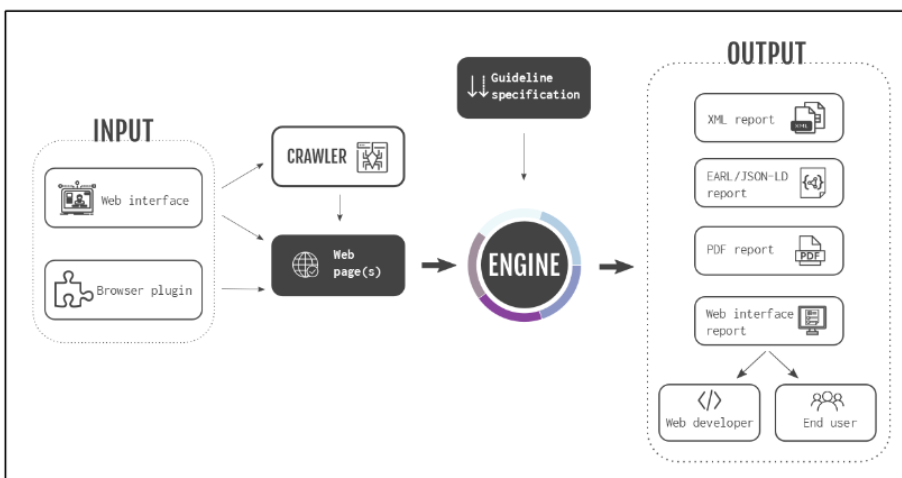 INPUT
Web interface
Browser plugin
CRAWLER
Web
page(s)
Guideline
specification
ENGINE
OUTPUT
XML report
XML
EARL/JSON-LD
report
PDF report
PDF
Web interface
report
Web developer
End user